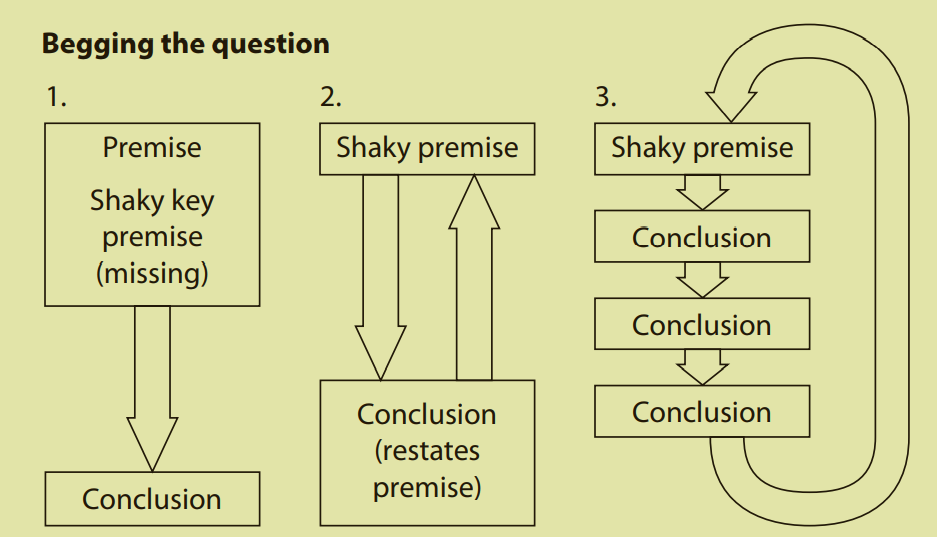 Begging the question
1.
Premise
Shaky key
premise
(missing)
Conclusion
2.
Shaky premise
Conclusion
(restates
premise)
3.
Shaky premise
Conclusion
Conclusion
Conclusion